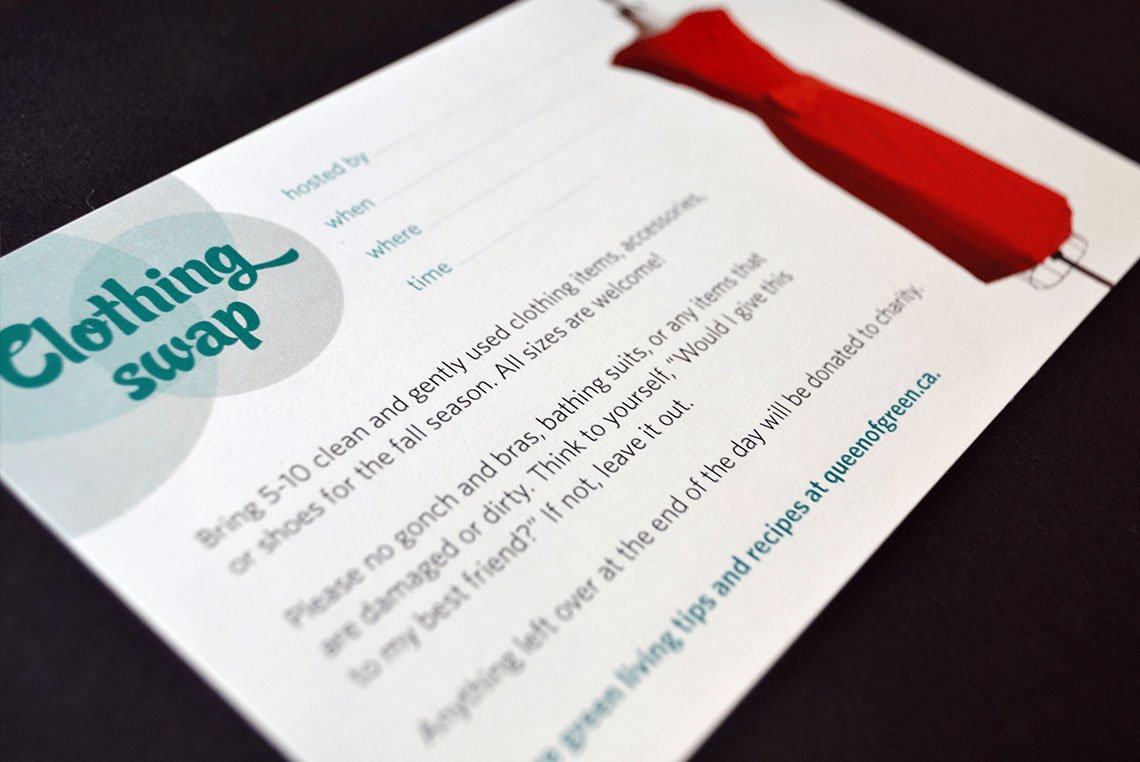 Clothing
swap
hosted by
when
where
time
Bring 5-10 clean and gently used clothing items, accessories,
or shoes for the fall season. All sizes are welcome!
Please no gonch and bras, bathing suits, or any items that
are damaged or dirty. Think to yourself, “Would I give this
to my best friend?” If not, leave it out.
Anything left over at the end of the day will be donated to charity.
green living tips and recipes at queenofgreen.ca.